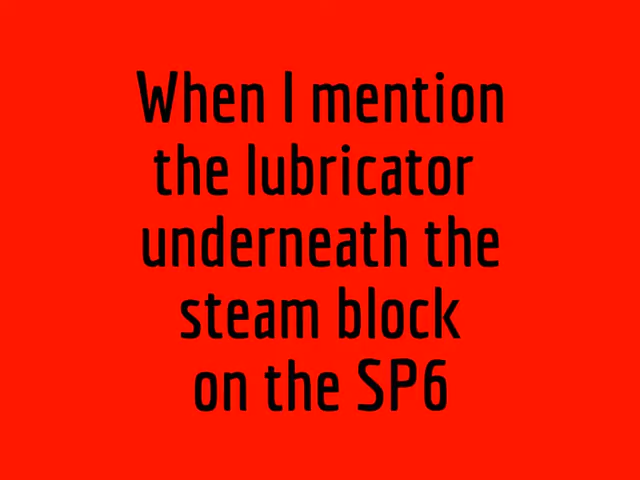 When I mention
the lubricator
underneath the
steam block
on the SP6